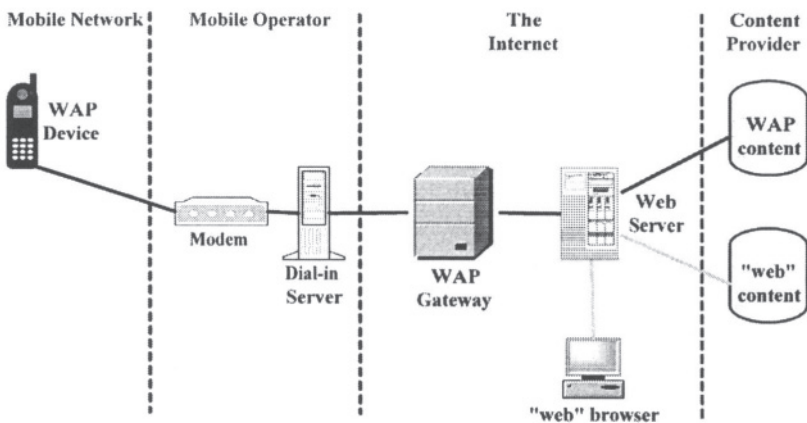 Mobile Network
Mobile Operator
The
Internet
Content
Provider
WAP
Device
WAP
content
Modem
Dial-in
Server
WAP
Gateway
Web
Server
"web"
content
"web" browser